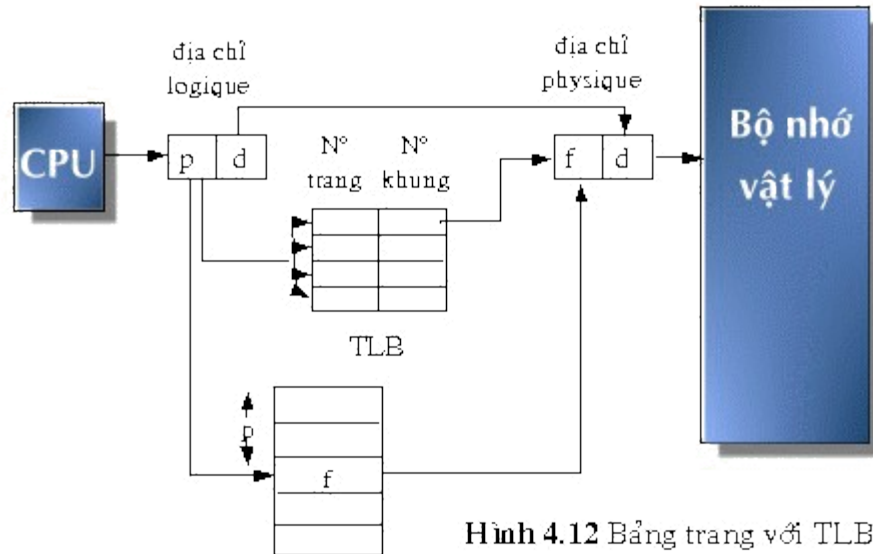 địa chỉ
logique
địa chỉ
physique
CPU
p d
N° N°
trang khung
f d
Bộ nhớ
vật lý
TLB
p
f
Hình 4.12 Bảng trang với TLB